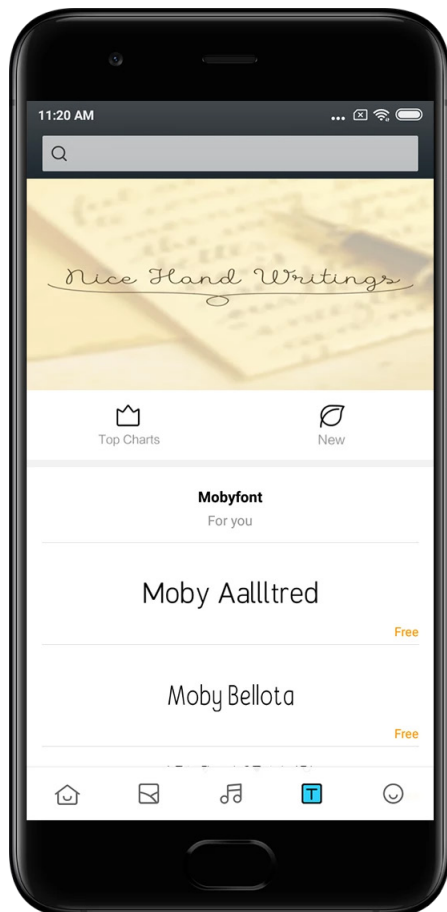 11:20 AM
Nice Hand Writings
Top Charts
New
Mobyfont
For you
Moby Aallltred
Free
Moby Bellota
Free
T